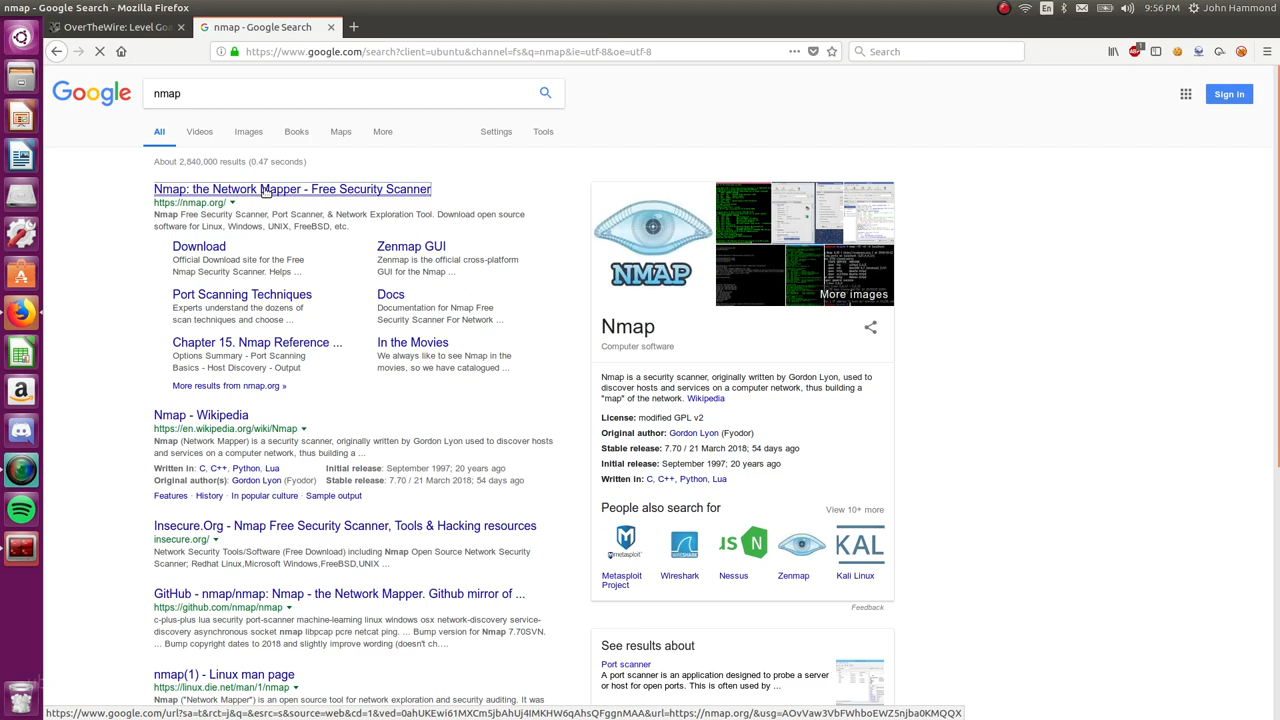 nmap - Google Search - Mozilla Firefox
En
9:56 PM
John Hammond
OverTheWire: Level Goa
nmap - Google Search
https://www.google.com/search?client=ubuntu&channel=fs&q=nmap&ie=utf-8&oe=utf-8
Search
Google
nmap
Sign in
All
Videos
Images
Books
Maps
More
Settings
Tools
About 2,840,000 results (0.47 seconds)
Nmap: the Network Mapper - Free Security Scanner
https://nmap.org/
Nmap Free Security Scanner, Port Scanner, & Network Exploration Tool. Download open source
software for Linux, Windows, UNIX, FreeBSD, etc.
Download
Official Download site for the Free
Nmap Security Scanner. Helps ...
Zenmap GUI
Zenmap is the official cross-platform
GUI for the Nmap ...
Port Scanning Techniques
Experts understand the dozens of
scan techniques and choose ...
Docs
Documentation for Nmap Free
Security Scanner For Network ...
Chapter 15. Nmap Reference ...
Options Summary - Port Scanning
Basics - Host Discovery - Output
In the Movies
We always like to see Nmap in the
movies, so we have catalogued ...
More results from nmap.org »
Nmap - Wikipedia
https://en.wikipedia.org/wiki/Nmap
Nmap (Network Mapper) is a security scanner, originally written by Gordon Lyon used to discover hosts
and services on a computer network, thus building a ...
Written in: C, C++, Python, Lua
Initial release: September 1997; 20 years ago
Original author(s): Gordon Lyon (Fyodor)
Stable release: 7.70 / 21 March 2018; 54 days ago
Features · History · In popular culture · Sample output
Insecure.Org - Nmap Free Security Scanner, Tools & Hacking resources
insecure.org/
Network Security Tools/Software (Free Download) including Nmap Open Source Network Security
Scanner; Redhat Linux,Microsoft Windows,FreeBSD,UNIX ...
GitHub - nmap/nmap: Nmap - the Network Mapper. Github mirror of ...
https://github.com/nmap/nmap
c-plus-plus lua security port-scanner machine-learning linux windows osx network-discovery service-
discovery asynchronous socket nmap libpcap pcre netcat ping. ... Bump version for Nmap 7.70SVN.
... Bump copyright dates to 2018 and slightly improve wording (doesn't ch....
nmap(1) - Linux man page
https://linux.die.net/man/1/nmap
Nmap ("Network Mapper") is an open source tool for network exploration and security auditing. It was
NMAP
More images
Nmap
Computer software
Nmap is a security scanner, originally written by Gordon Lyon, used to
discover hosts and services on a computer network, thus building a
"map" of the network. Wikipedia
License: modified GPL v2
Original author: Gordon Lyon (Fyodor)
Stable release: 7.70 / 21 March 2018; 54 days ago
Initial release: September 1997; 20 years ago
Written in: C, C++, Python, Lua
People also search for
View 10+ more
metasploit
US
KAL
Metasploit
Project
Wireshark
Nessus
Zenmap
Kali Linux
Feedback
See results about
Port scanner
A port scanner is an application designed to probe a server
or host for open ports. This is often used by ...
https://www.google.com/url?sa=t&rct=j&q=&esrc=s&source=web&cd=1&ved=0ahUKEwi61MXCm5jbAhUj4IMKHW6qAhsQFggnMAA&url=https://nmap.org/&usg=AOvVaw3VbFWhboEWZ5njba0KMQQX